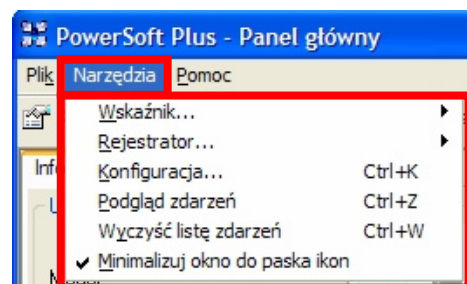 PowerSoft Plus - Panel główny
Plik Narzędzia Pomoc
Wskaźnik...
Rejestrator...
Konfiguracja... Ctrl+K
Podgląd zdarzeń Ctrl+Z
Wyczyść listę zdarzeń Ctrl+W
Minimalizuj okno do paska ikon